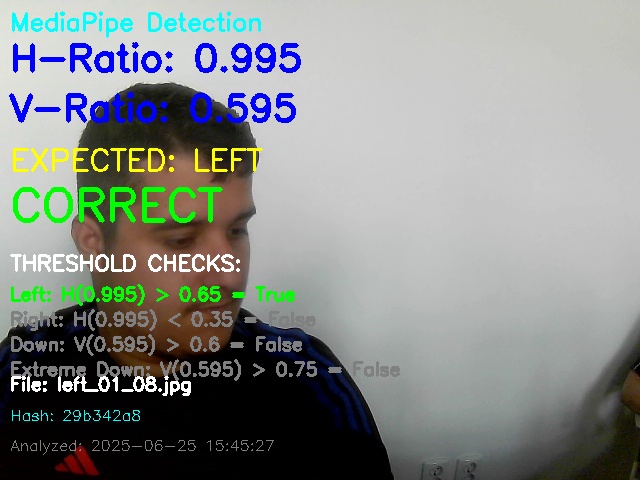 MediaPipe Detection
H-Ratio: 0.995
V-Ratio: 0.595
EXPECTED: LEFT
CORRECT
THRESHOLD CHECKS:
Left: H(0.995) > 0.65 = True
Right: H(0.995) < 0.35 = False
Down: V(0.595) > 0.6 = False
Extreme Down: V(0.595) > 0.75 = False
File: left_01_08.jpg
Hash: 29b342a8
Analyzed: 2025-06-25 15:45:27